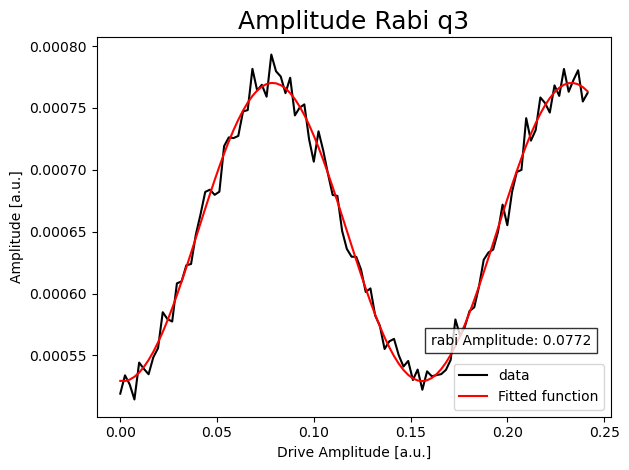 Amplitude Rabi q3
0.00080
0.00075
0.00070
0.00065
0.00060
0.00055
Amplitude [a.u.]
rabi Amplitude: 0.0772
data
Fitted function
0.00 0.05 0.10 0.15 0.20 0.25
Drive Amplitude [a.u.]